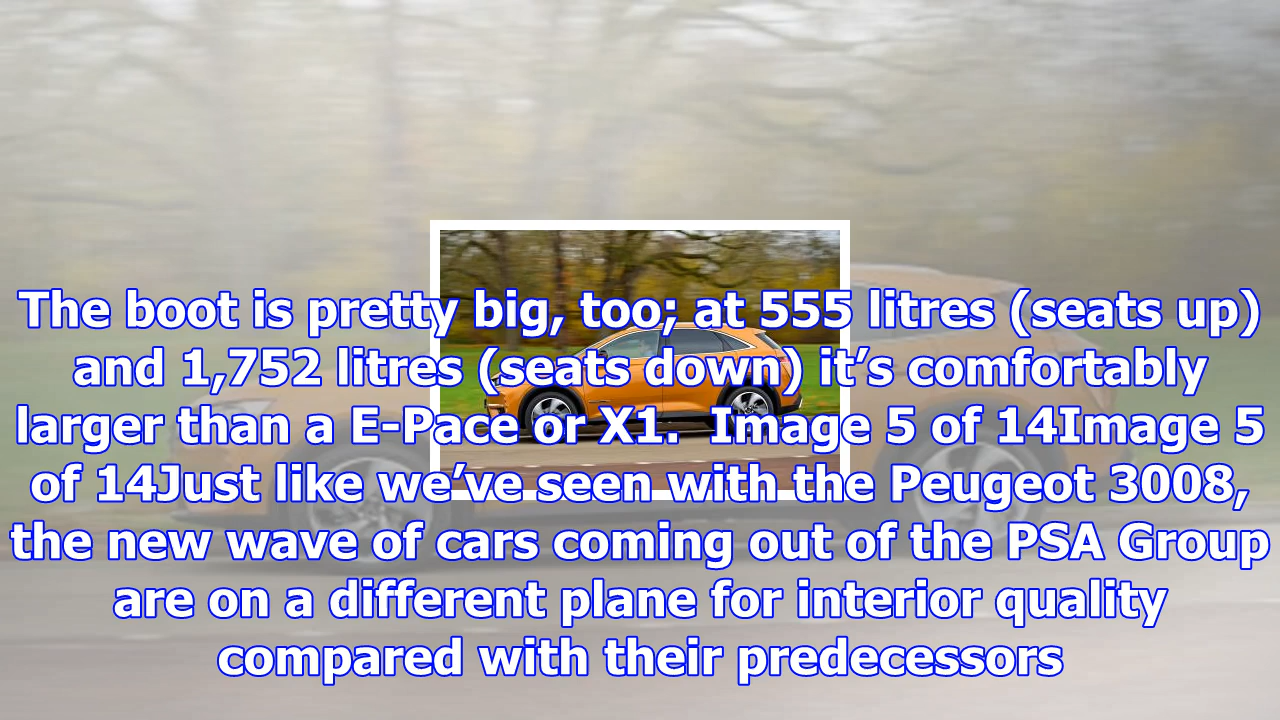 The boot is pretty big, too; at 555 litres (seats up)
and 1,752 litres (seats down) it’s comfortably
larger than a E-Pace or X1.  Image 5 of 14Image 5
of 14Just like we’ve seen with the Peugeot 3008,
the new wave of cars coming out of the PSA Group
are on a different plane for interior quality
compared with their predecessors